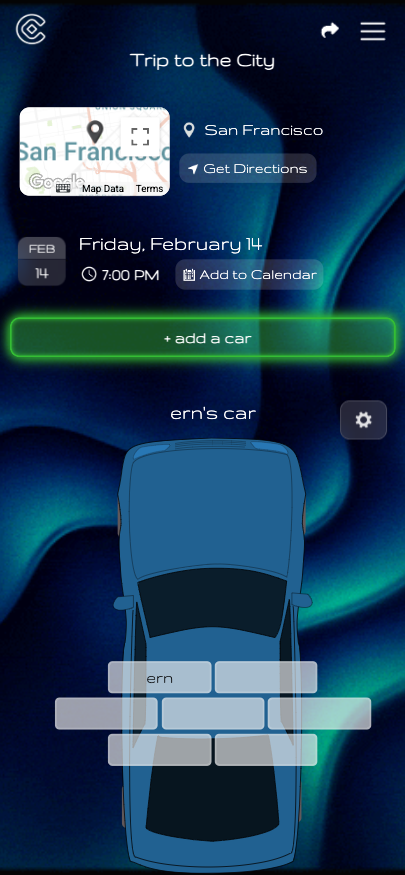 Trip to the City
UNION SQUAR
San Francisco
Google
Map Data
Terms
San Francisco
Get Directions
FEB
14
Friday, February 14
7:00 PM
Add to Calendar
+ add a car
ern's car
ern